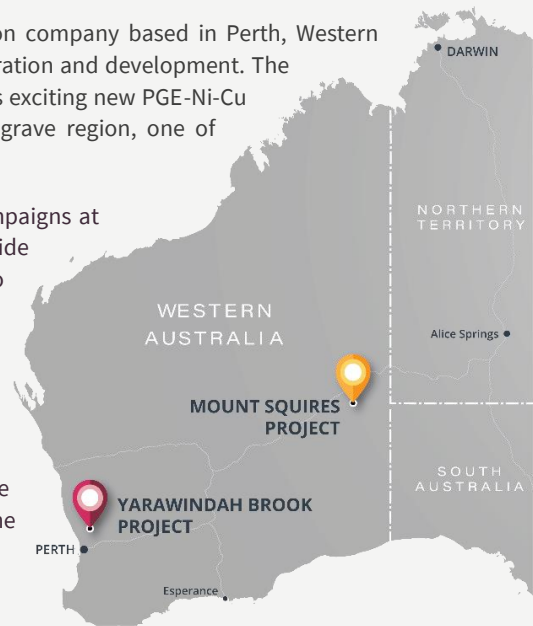 on company based in Perth, Western
ration and development. The
s exciting new PGE-Ni-Cu
grave region, one of
mpaigns at
ide
o
e
ne
DARWIN
NORTHERN
TERRITORY
WESTERN
AUSTRALIA
Alice Springs
MOUNT SQUIRES
PROJECT
SOUTH
AUSTRALIA
YARAWINDAH BROOK
PROJECT
PERTH
Esperance